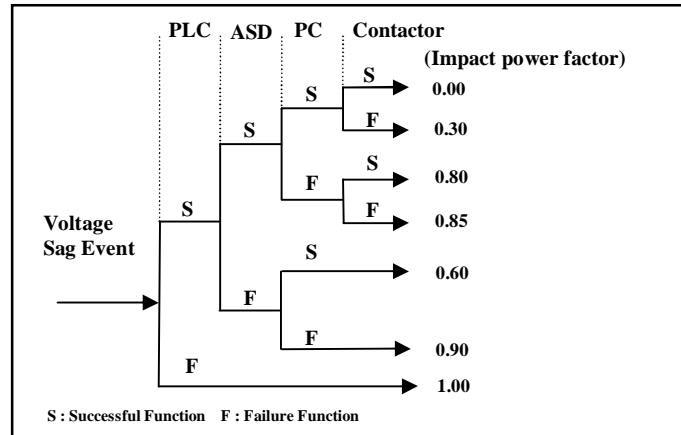 PLC ASD PC Contactor
(Impact power factor)
S 0.00
S
F 0.30
S
S 0.80
F
F 0.85
S
Voltage
Sag Event
S 0.60
F
F 0.90
F 1.00
S : Successful Function F : Failure Function